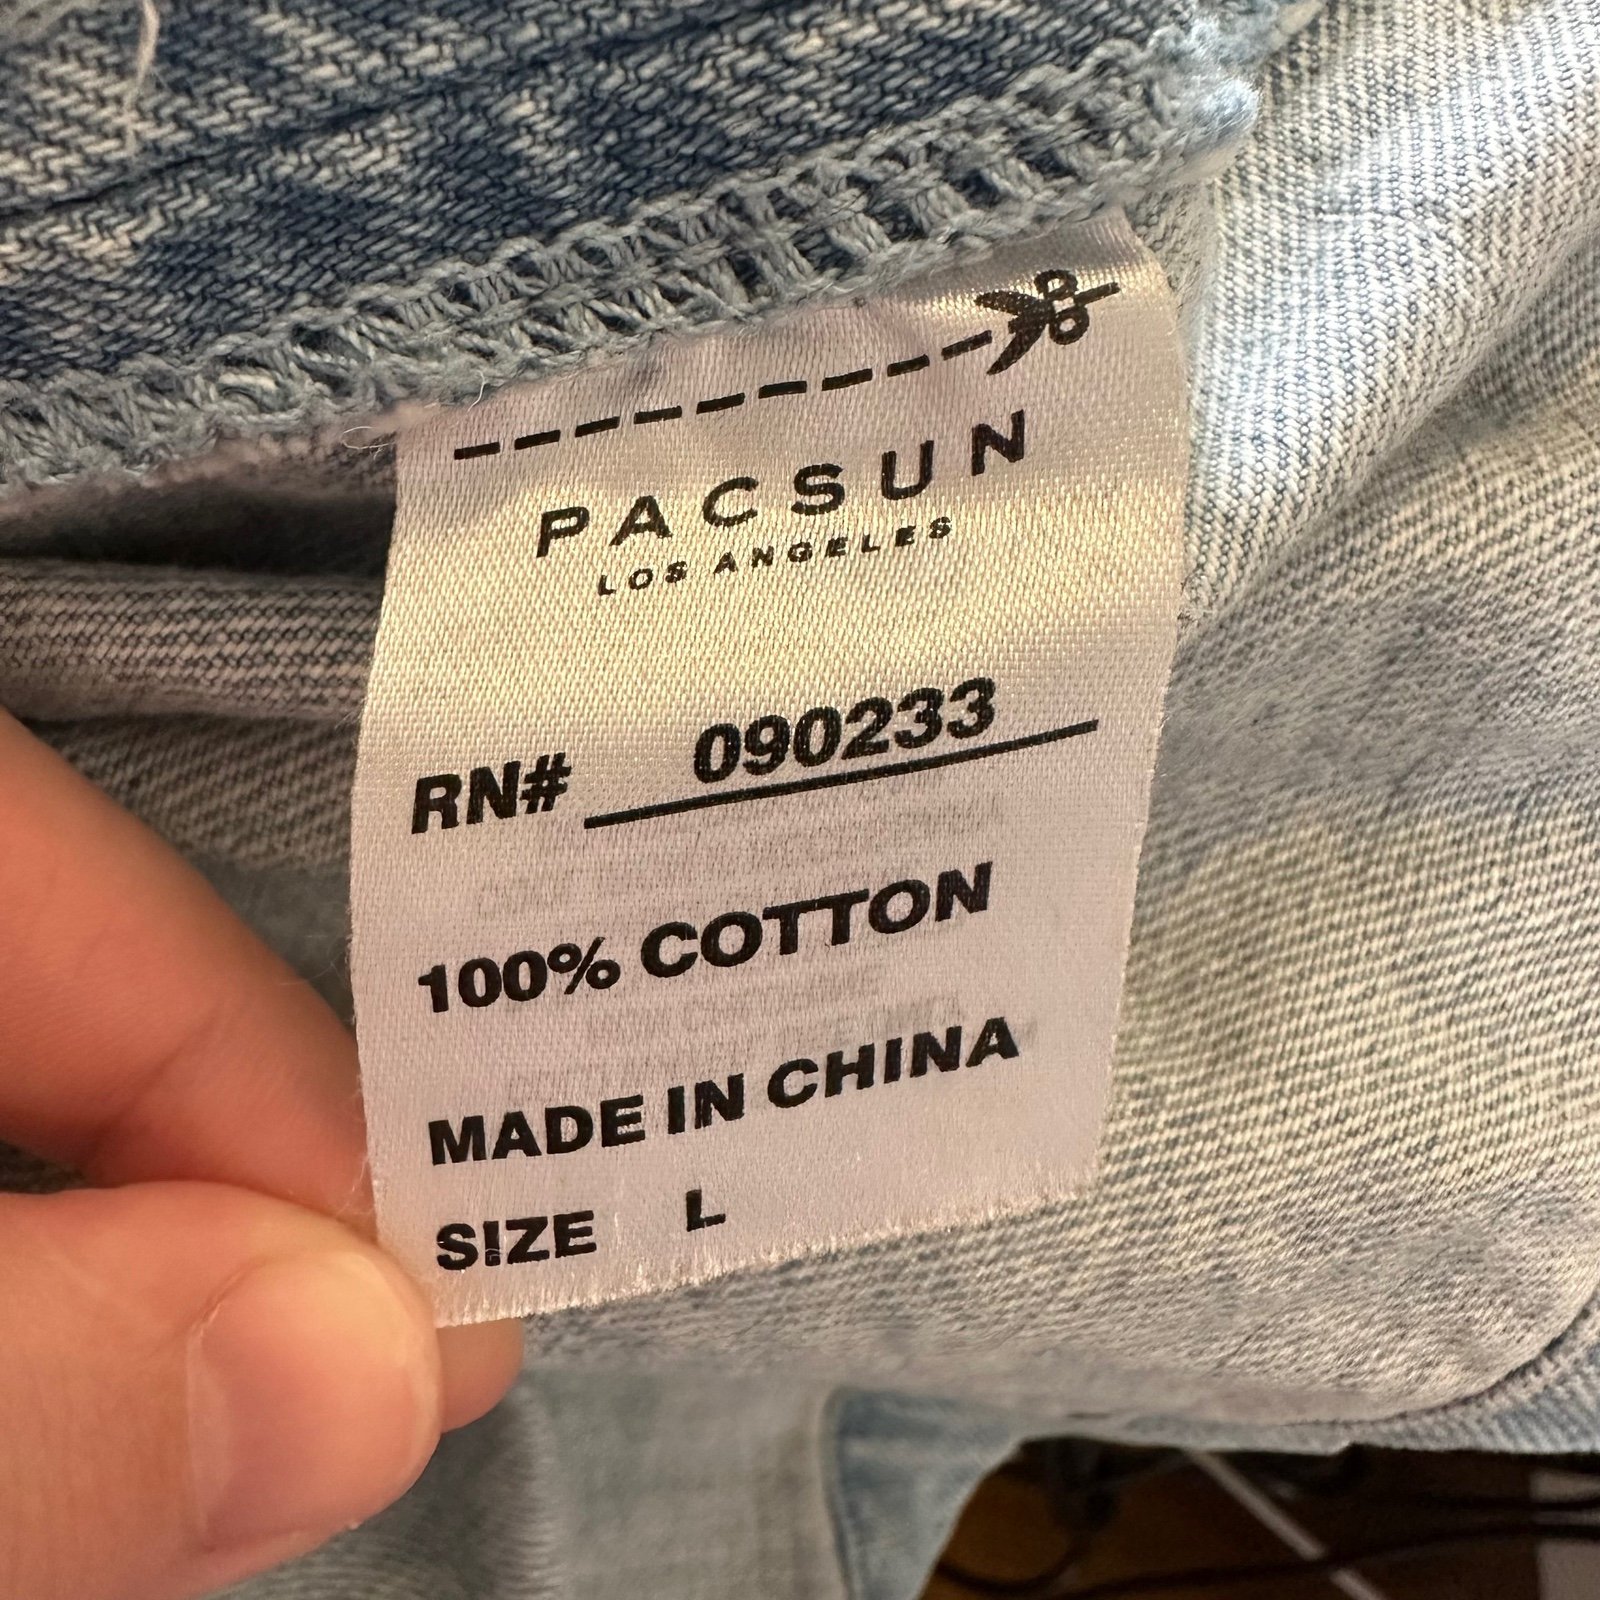 PACSUN
LOS ANGELES
RN# 090233
100% COTTON
MADE IN CHINA
SIZE L